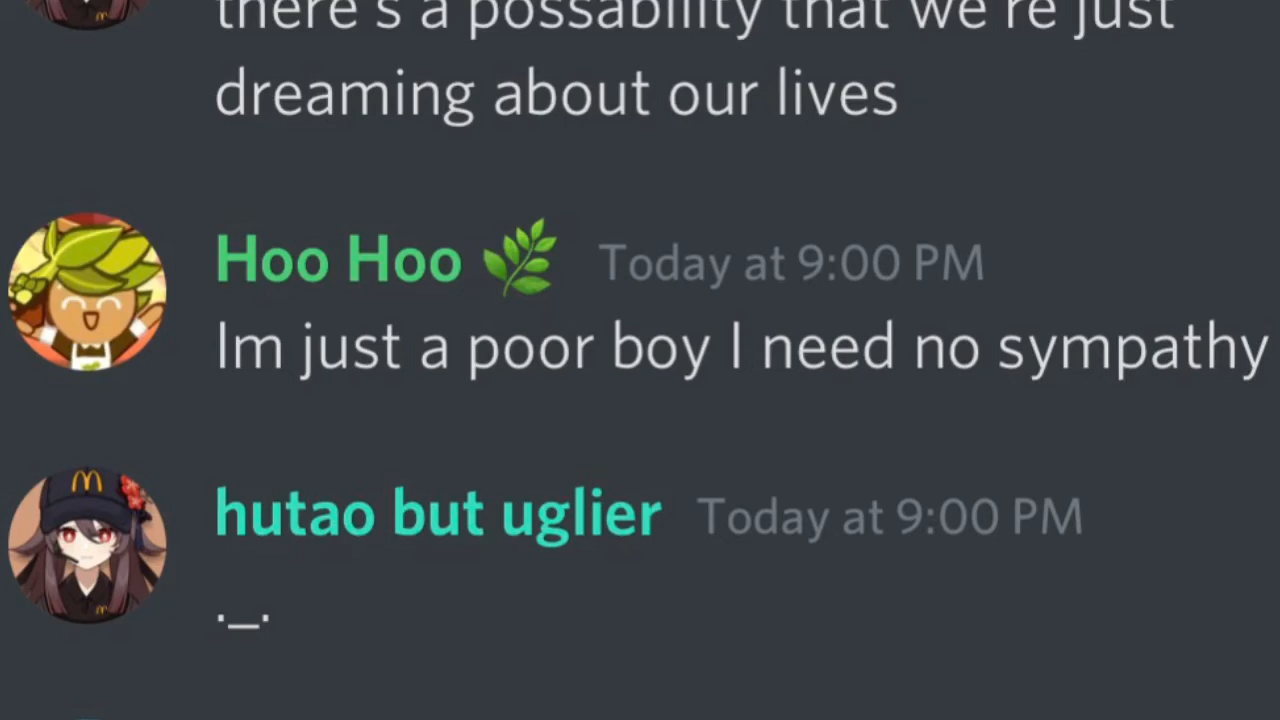 there's a possability that we're just
dreaming about our lives
Hoo Hoo 🌿 Today at 9:00 PM
Im just a poor boy I need no sympathy
hutao but uglier Today at 9:00 PM
._.